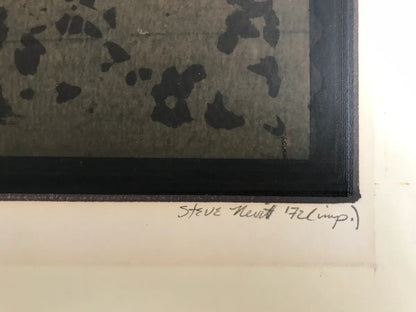 STEVE Nevitt '72 (imp.)